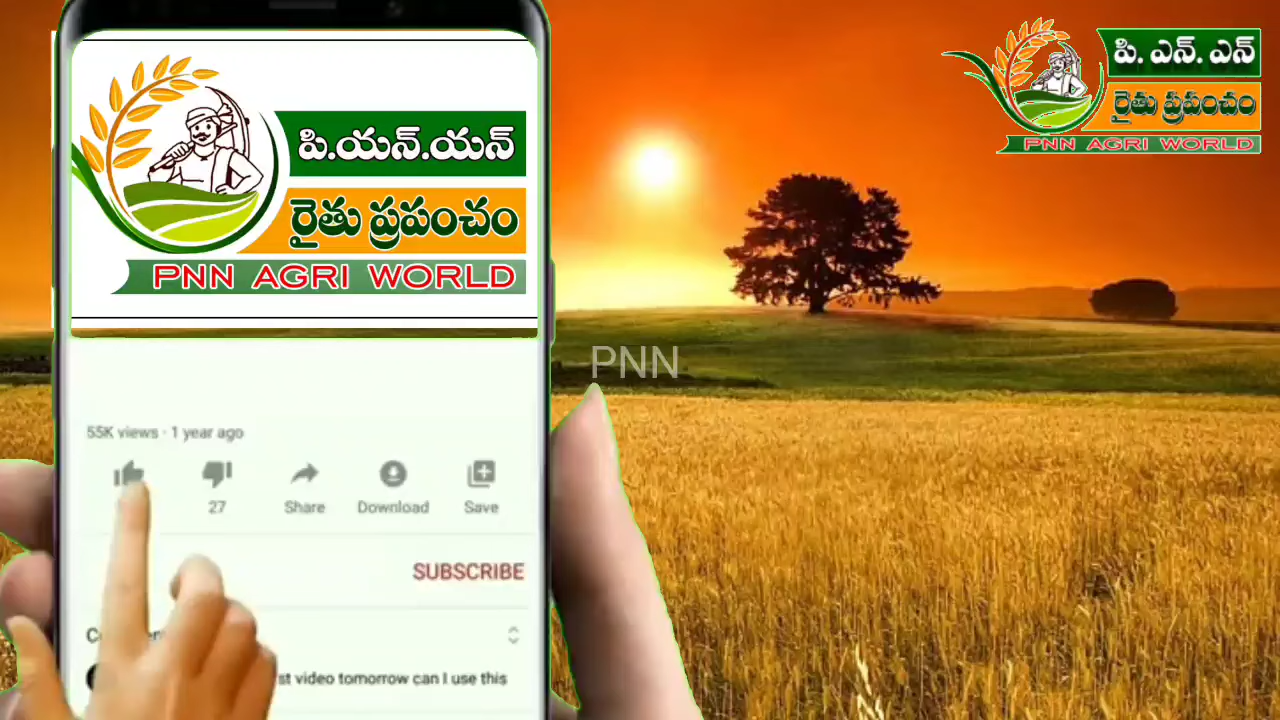 పి.యన్.యన్
రైతు ప్రపంచం
PNN AGRI WORLD
పి. ఎన్. ఎన్
రైతు ప్రపంచం
PNN AGRI WORLD
PNN
55K views · 1 year ago
27
Share
Download
Save
SUBSCRIBE
video tomorrow can I use this